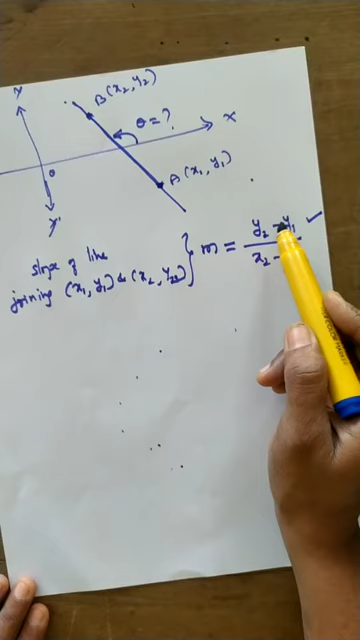 Y
B(x₂, y₂)
θ = ?
X
A(x₁, y₁)
Y'
slope of line
joining (x₁, y₁) & (x₂, y₂)
m = y₂ - y₁
x₂ -